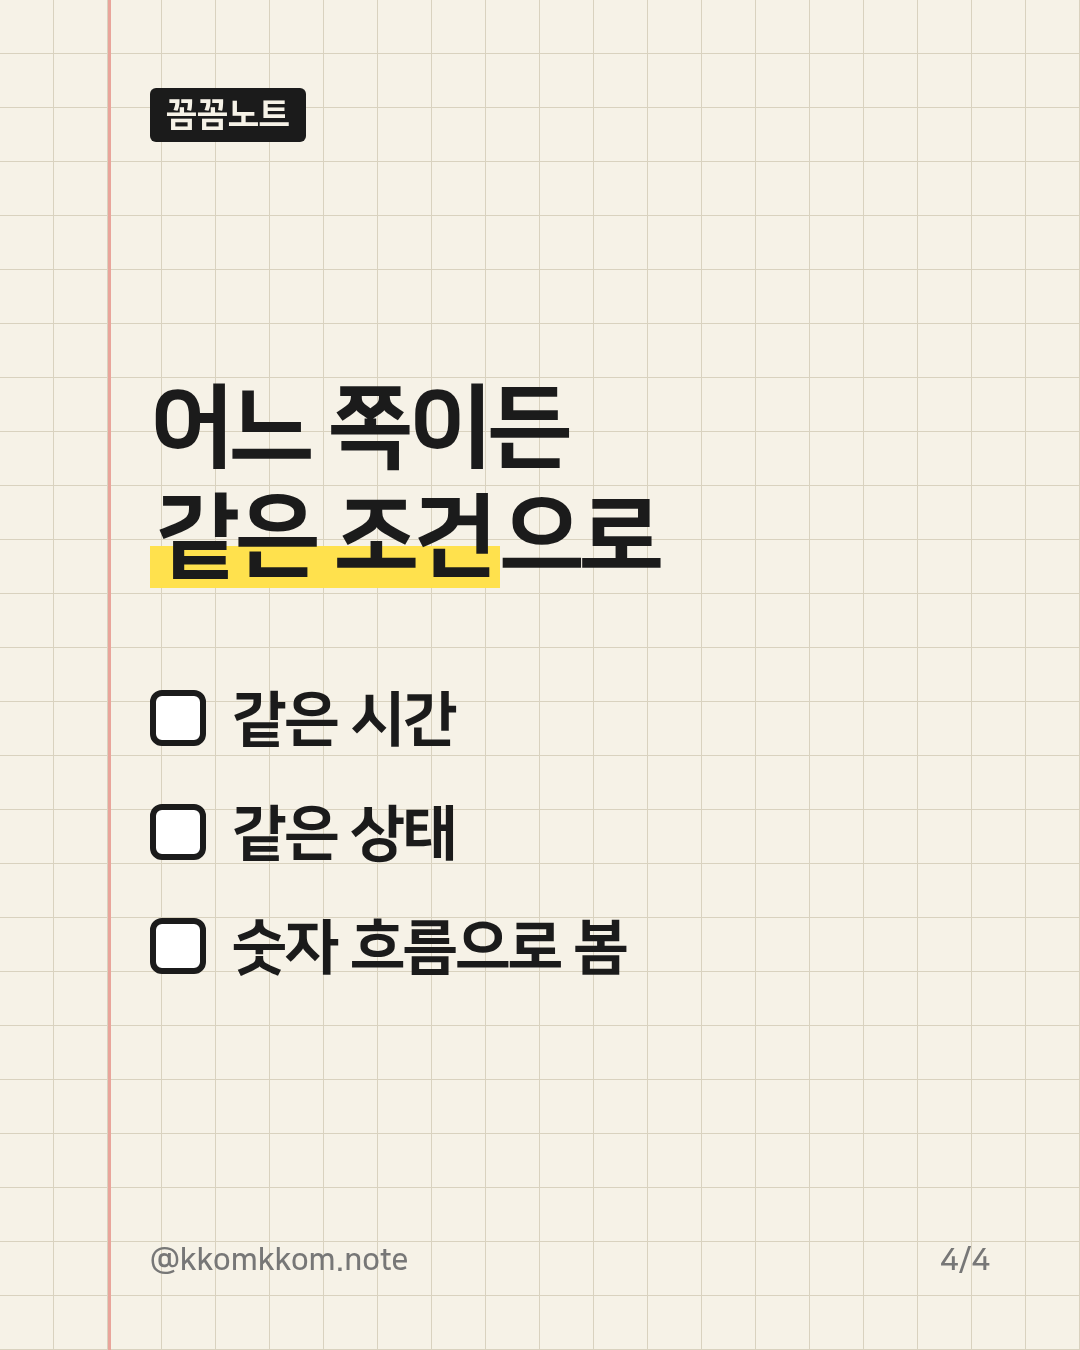 꼼꼼노트
어느 쪽이든
같은 조건으로
같은 시간
같은 상태
숫자 흐름으로 봄
@kkomkkom.note
4/4